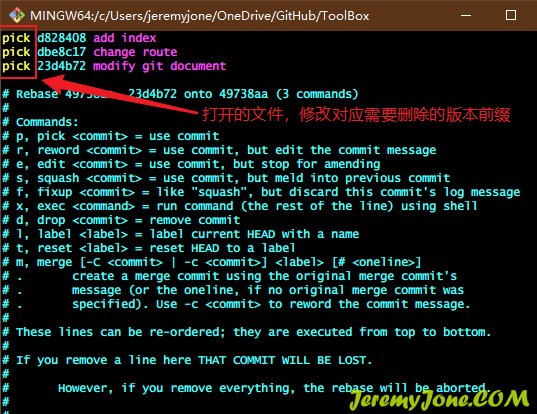 MINGW64:/c/Users/jeremyjone/OneDrive/GitHub/ToolBox
pick d828408 add index
pick dbe8c17 change route
pick 23d4b72 modify git document
# Rebase 49738aa..23d4b72 onto 49738aa (3 commands)
打开的文件，修改对应需要删除的版本前缀
#
# Commands:
# p, pick <commit> = use commit
# r, reword <commit> = use commit, but edit the commit message
# e, edit <commit> = use commit, but stop for amending
# s, squash <commit> = use commit, but meld into previous commit
# f, fixup <commit> = like "squash", but discard this commit's log message
# x, exec <command> = run command (the rest of the line) using shell
# d, drop <commit> = remove commit
# l, label <label> = label current HEAD with a name
# t, reset <label> = reset HEAD to a label
# m, merge [-C <commit> | -c <commit>] <label> [# <oneline>]
# .       create a merge commit using the original merge commit's
# .       message (or the oneline, if no original merge commit was
# .       specified). Use -c <commit> to reword the commit message.
#
# These lines can be re-ordered; they are executed from top to bottom.
#
# If you remove a line here THAT COMMIT WILL BE LOST.
#
#       However, if you remove everything, the rebase will be aborted.
#
JeremyJone.COM